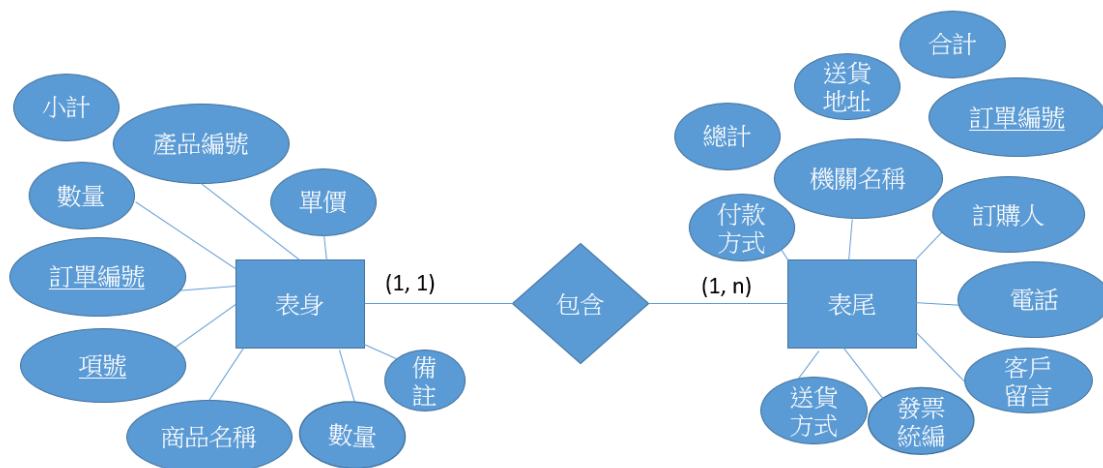 合計
送貨
地址
小計
訂單編號
產品編號
總計
機關名稱
數量
單價
付款
方式
訂購人
訂單編號
(1, 1)
(1, n)
表身
包含
表尾
電話
項號
備
註
客戶
留言
商品名稱
數量
送貨
方式
發票
統編